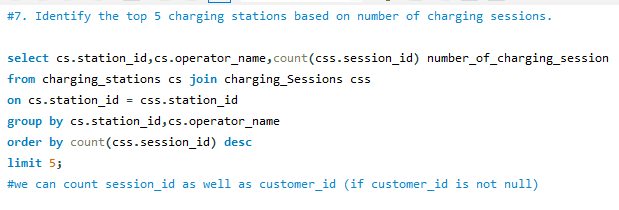 #7. Identify the top 5 charging stations based on number of charging sessions.
select cs.station_id,cs.operator_name,count(css.session_id) number_of_charging_session
from charging_stations cs join charging_Sessions css
on cs.station_id = css.station_id
group by cs.station_id,cs.operator_name
order by count(css.session_id) desc
limit 5;
#we can count session_id as well as customer_id (if customer_id is not null)